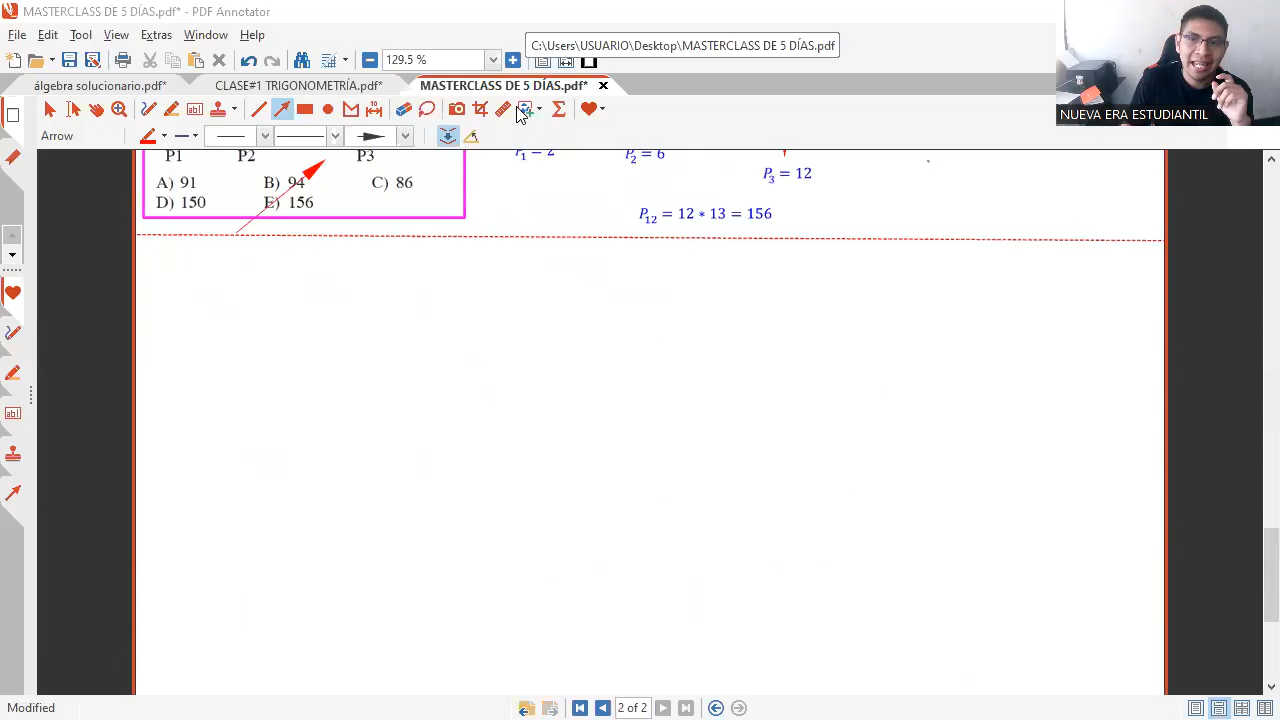 MASTERCLASS DE 5 DÍAS.pdf* - PDF Annotator
File Edit Tool View Extras Window Help
129.5 %
C:\Users\USUARIO\Desktop\MASTERCLASS DE 5 DÍAS.pdf
álgebra solucionario.pdf* CLASE#1 TRIGONOMETRÍA.pdf* MASTERCLASS DE 5 DÍAS.pdf*
NUEVA ERA ESTUDIANTIL
Arrow
P1 P2 P3
P₁ = 2 P₂ = 6
P₃ = 12
A) 91 B) 94 C) 86
D) 150 E) 156
P₁₂ = 12 * 13 = 156
Modified
2 of 2